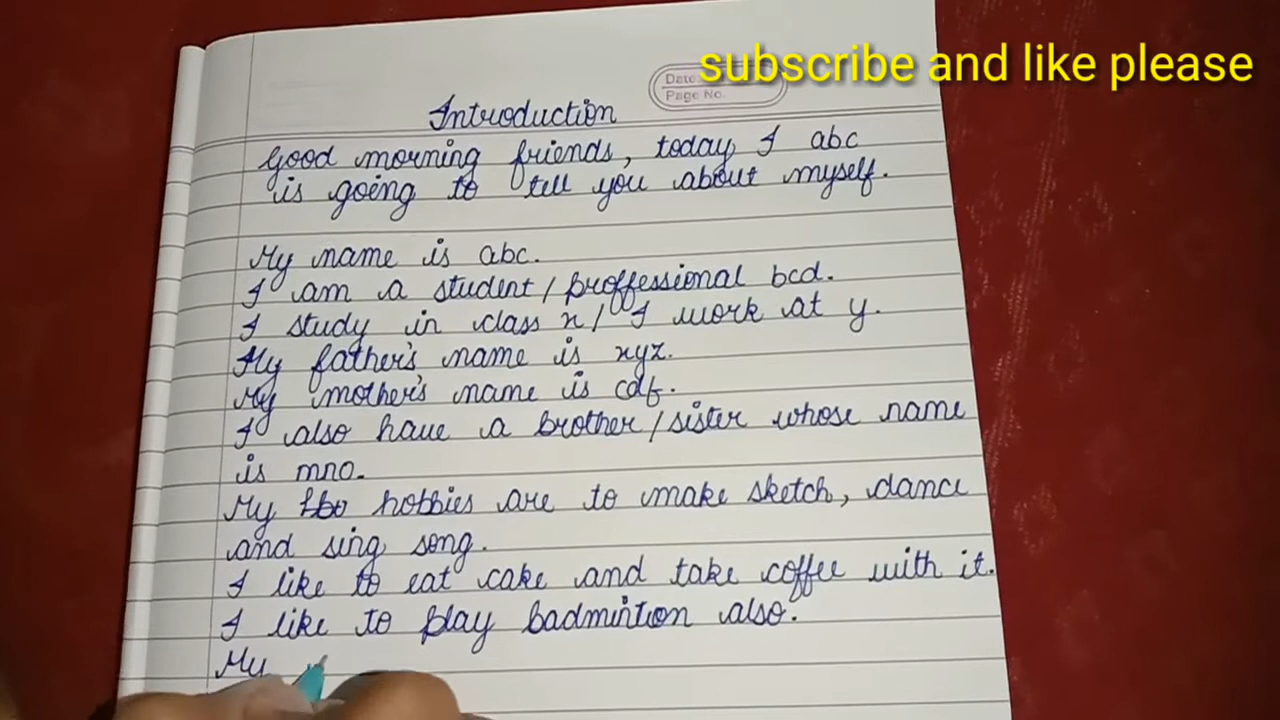 subscribe and like please
Date
Page No.
Introduction
Good morning friends, today I abc
is going to tell you about myself.
My name is abc.
I am a student / proffessional bcd.
I study in class x / I work at y.
My father's name is xyz.
My mother's name is cdf.
I also have a brother / sister whose name
is mno.
My hobbies are to make sketch, dance
and sing song.
I like to eat cake and take coffee with it.
I like to play badminton also.
My